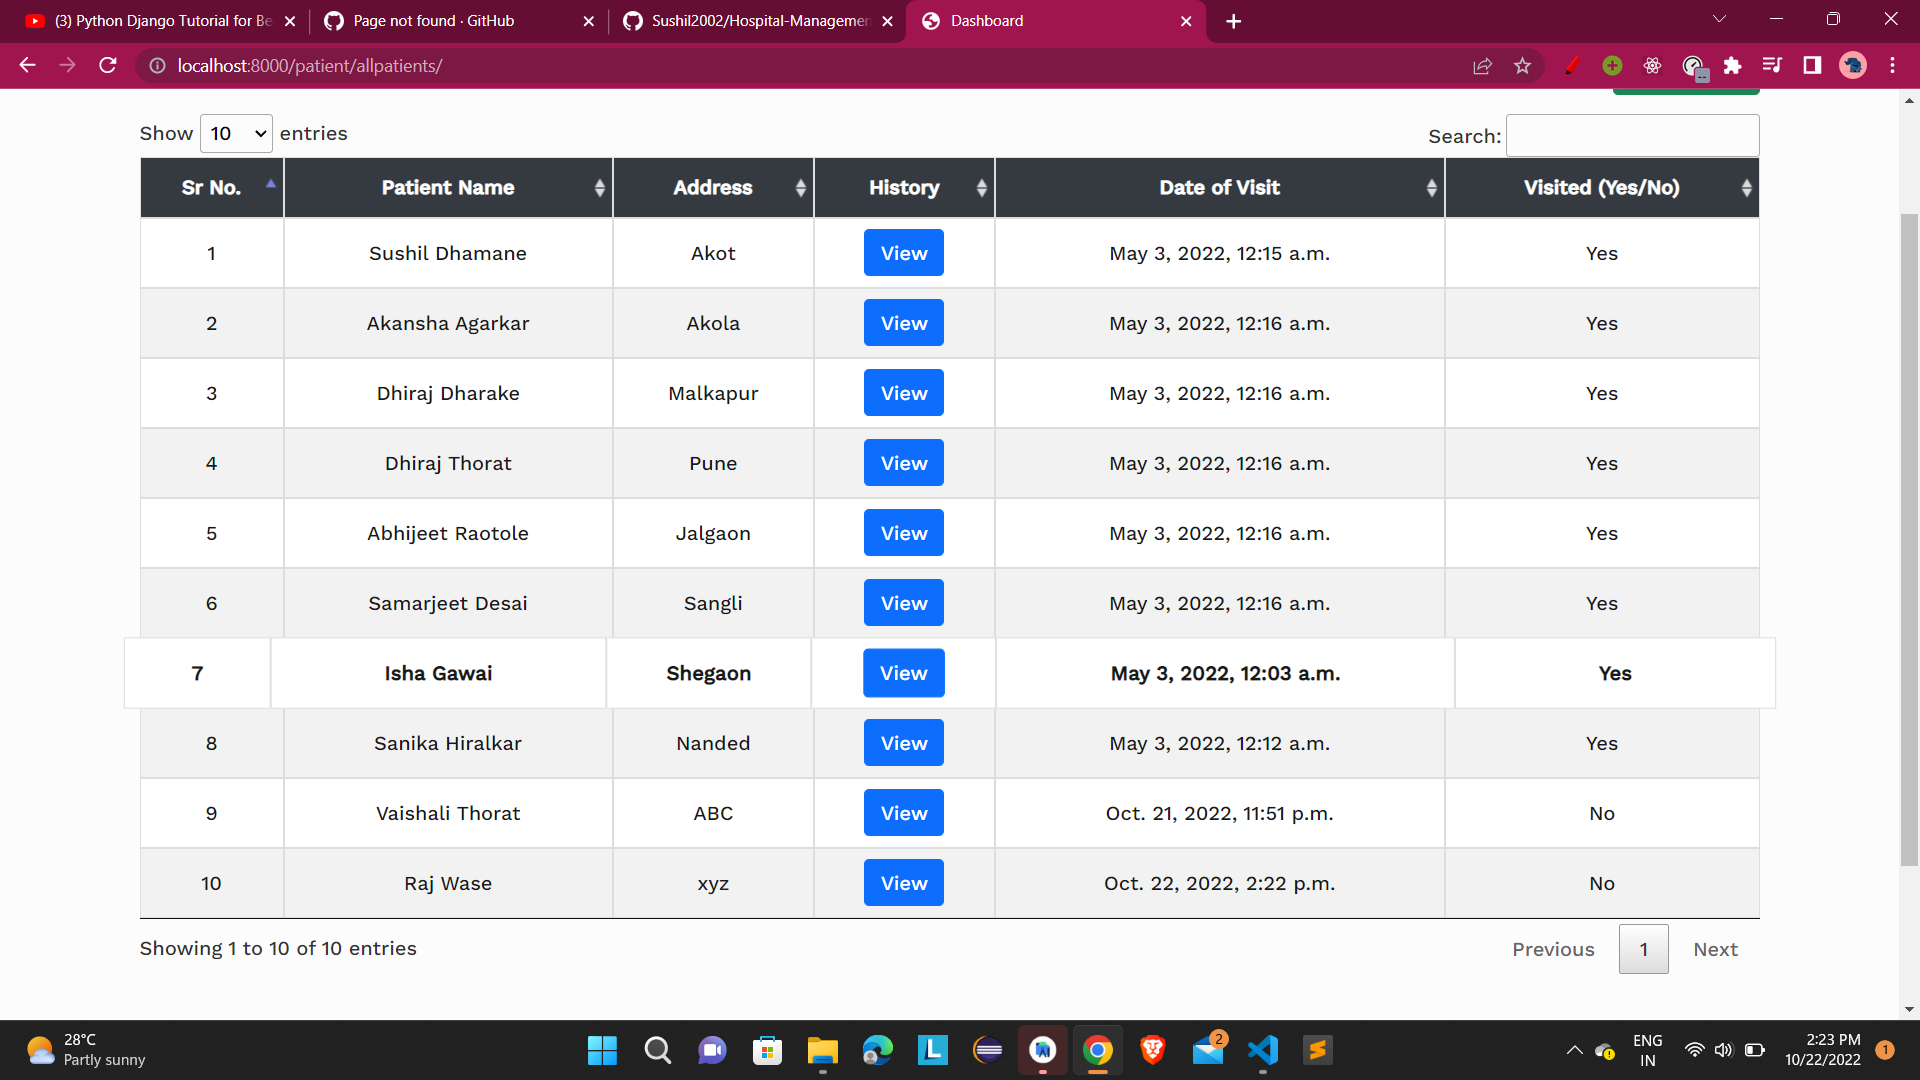 (3) Python Django Tutorial for Be
Page not found · GitHub
Sushil2002/Hospital-Managemen
Dashboard
localhost:8000/patient/allpatients/
Show 10 entries
Search:
Sr No. Patient Name Address History Date of Visit Visited (Yes/No)
1 Sushil Dhamane Akot View May 3, 2022, 12:15 a.m. Yes
2 Akansha Agarkar Akola View May 3, 2022, 12:16 a.m. Yes
3 Dhiraj Dharake Malkapur View May 3, 2022, 12:16 a.m. Yes
4 Dhiraj Thorat Pune View May 3, 2022, 12:16 a.m. Yes
5 Abhijeet Raotole Jalgaon View May 3, 2022, 12:16 a.m. Yes
6 Samarjeet Desai Sangli View May 3, 2022, 12:16 a.m. Yes
7 Isha Gawai Shegaon View May 3, 2022, 12:03 a.m. Yes
8 Sanika Hiralkar Nanded View May 3, 2022, 12:12 a.m. Yes
9 Vaishali Thorat ABC View Oct. 21, 2022, 11:51 p.m. No
10 Raj Wase xyz View Oct. 22, 2022, 2:22 p.m. No
Showing 1 to 10 of 10 entries
Previous 1 Next
28°C
Partly sunny
L
2
ENG
IN
2:23 PM
10/22/2022
1